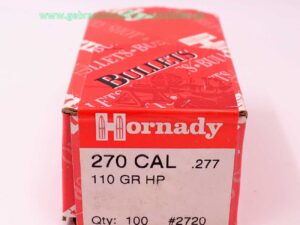 BULLETS
Hornady
270 CAL .277
110 GR HP
Qty: 100 #2720